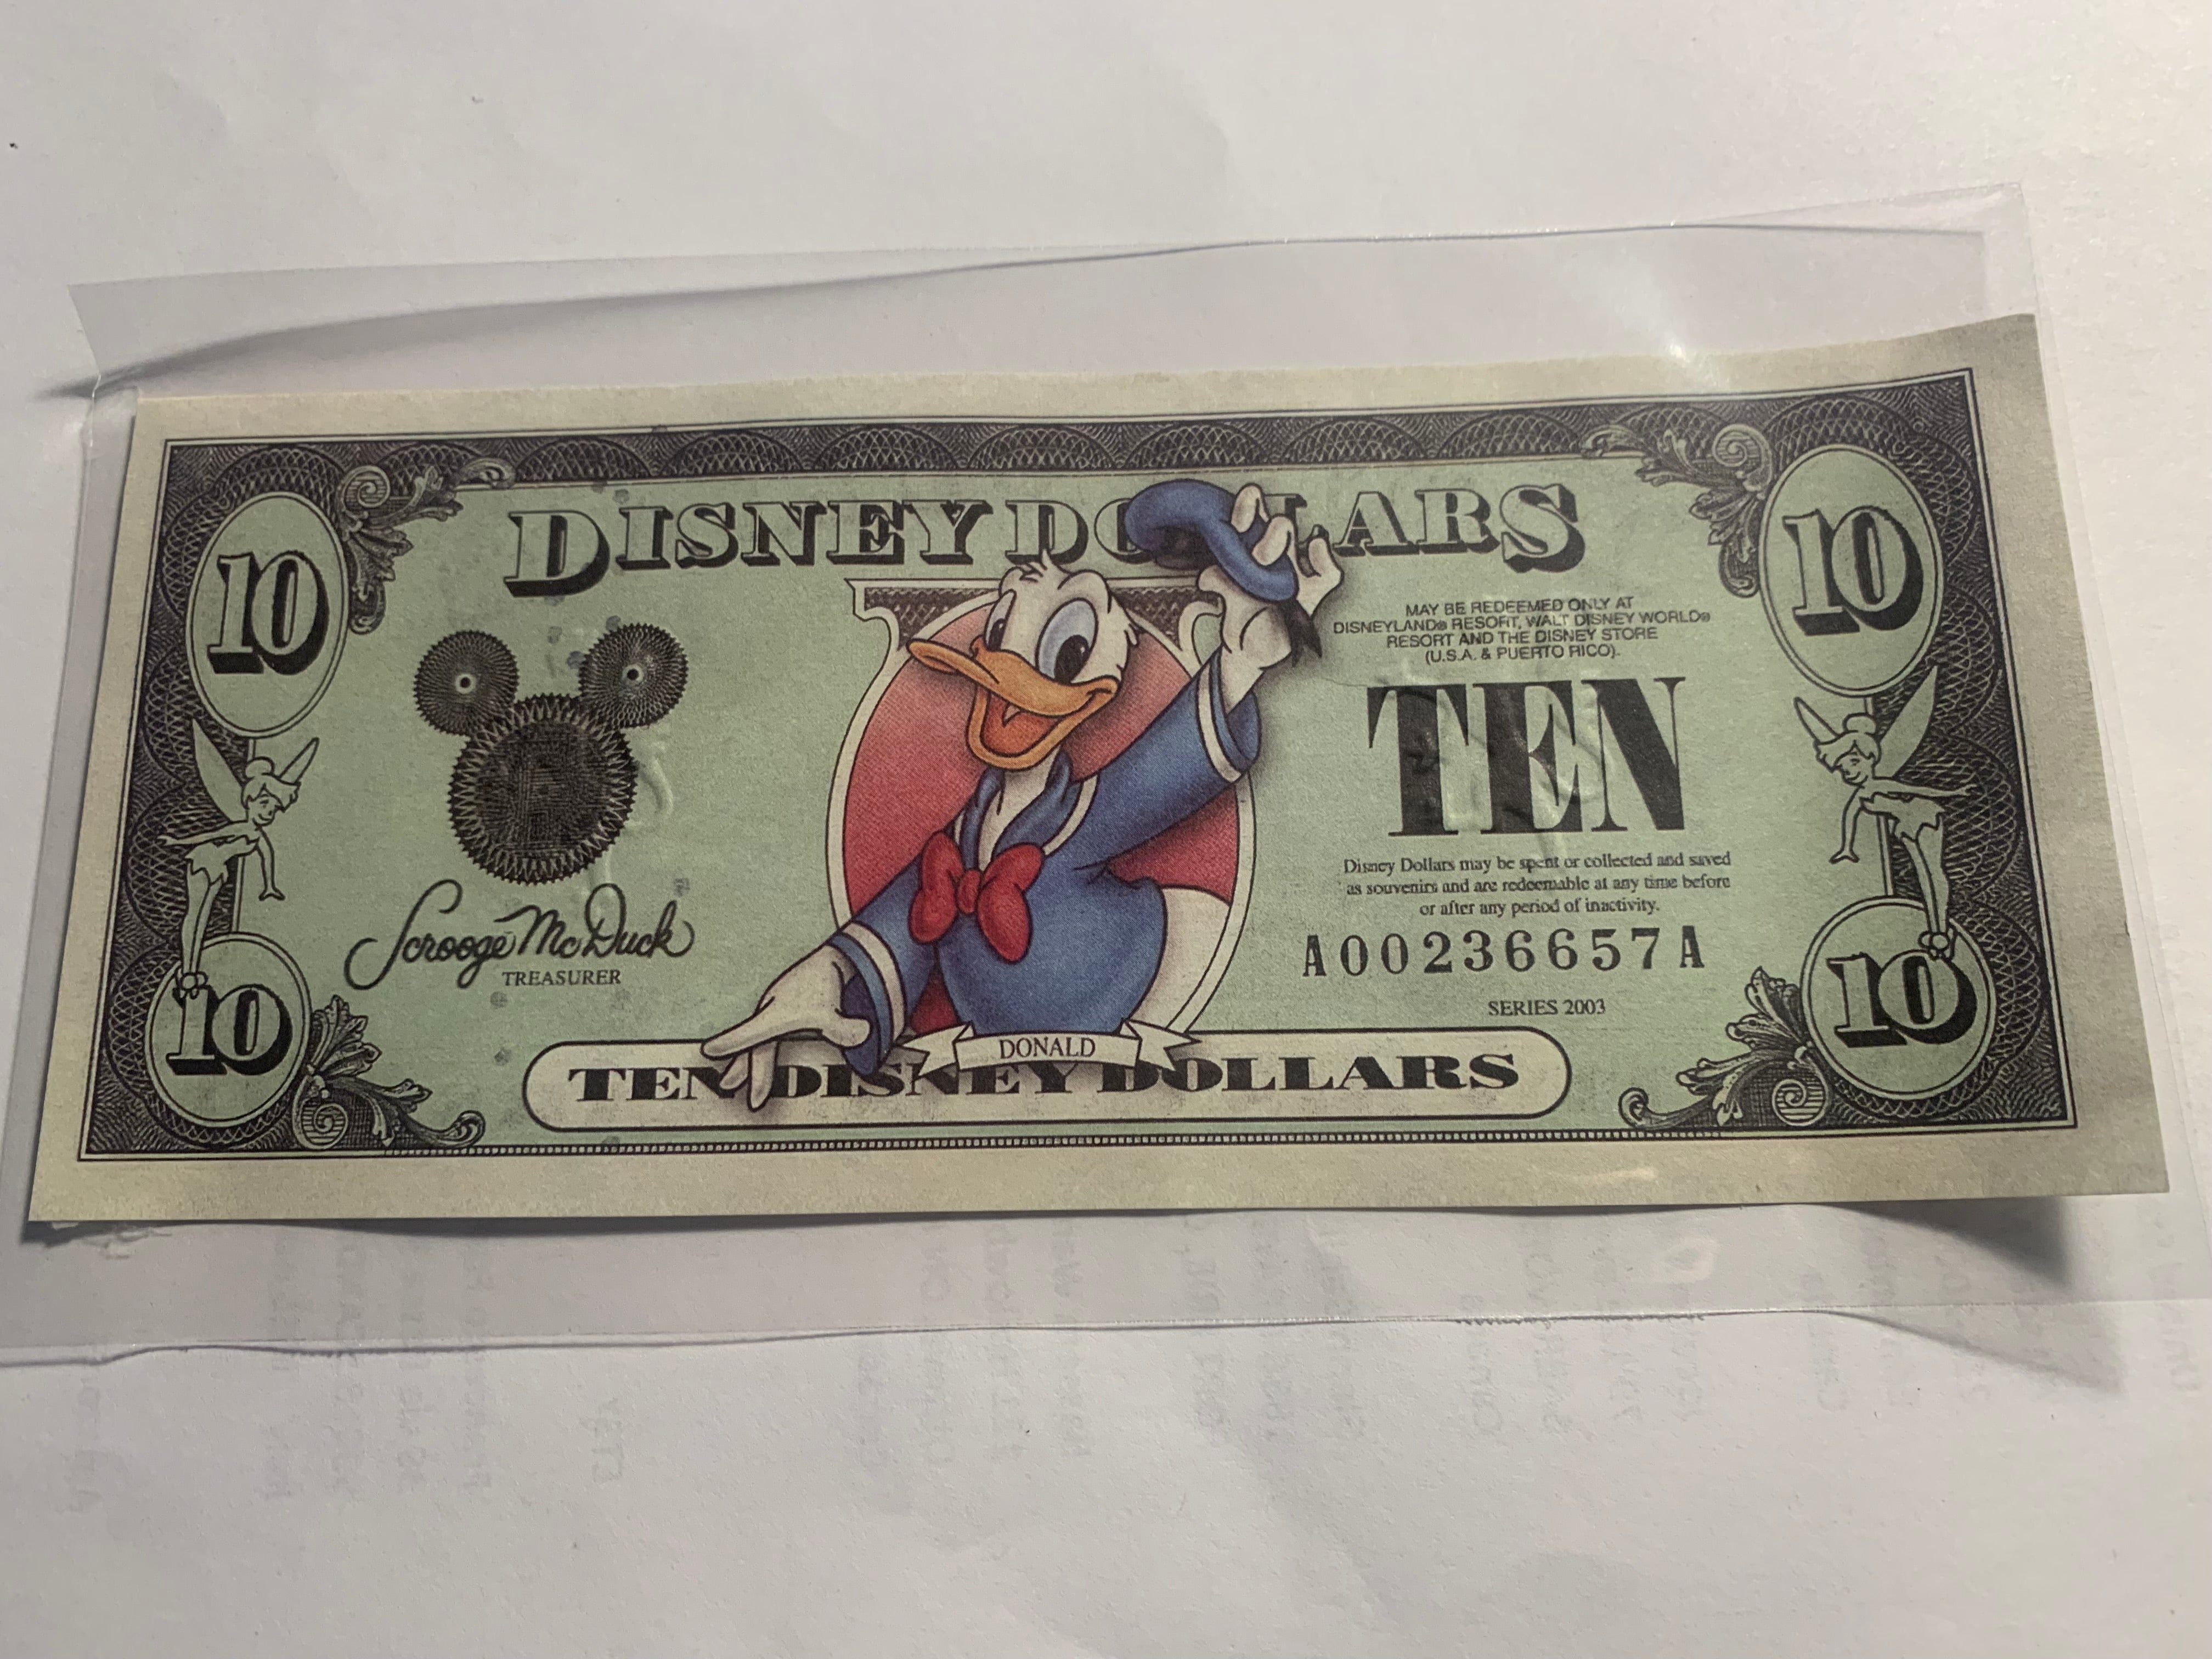 DISNEY DOLLARS
10
10
MAY BE REDEEMED ONLY AT
DISNEYLAND® RESORT, WALT DISNEY WORLD®
RESORT AND THE DISNEY STORE
(U.S.A. & PUERTO RICO).
TEN
Disney Dollars may be spent or collected and saved
as souvenirs and are redeemable at any time before
or after any period of inactivity.
A00236657A
Scrooge McDuck
TREASURER
SERIES 2003
10
10
DONALD
TEN DISNEY DOLLARS